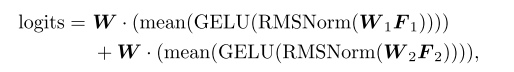 logits = W · (mean(GELU(RMSNorm(W₁F₁))))
+ W · (mean(GELU(RMSNorm(W₂F₂)))),